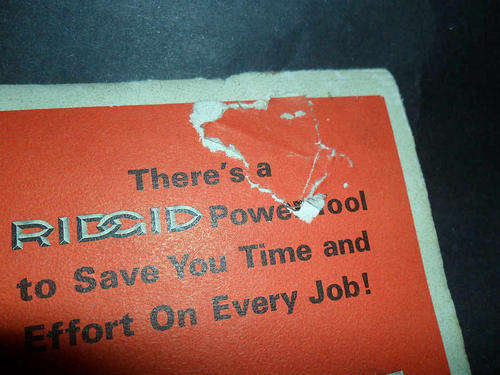 There's a
RIDGID Power Tool
to Save You Time and
Effort On Every Job!